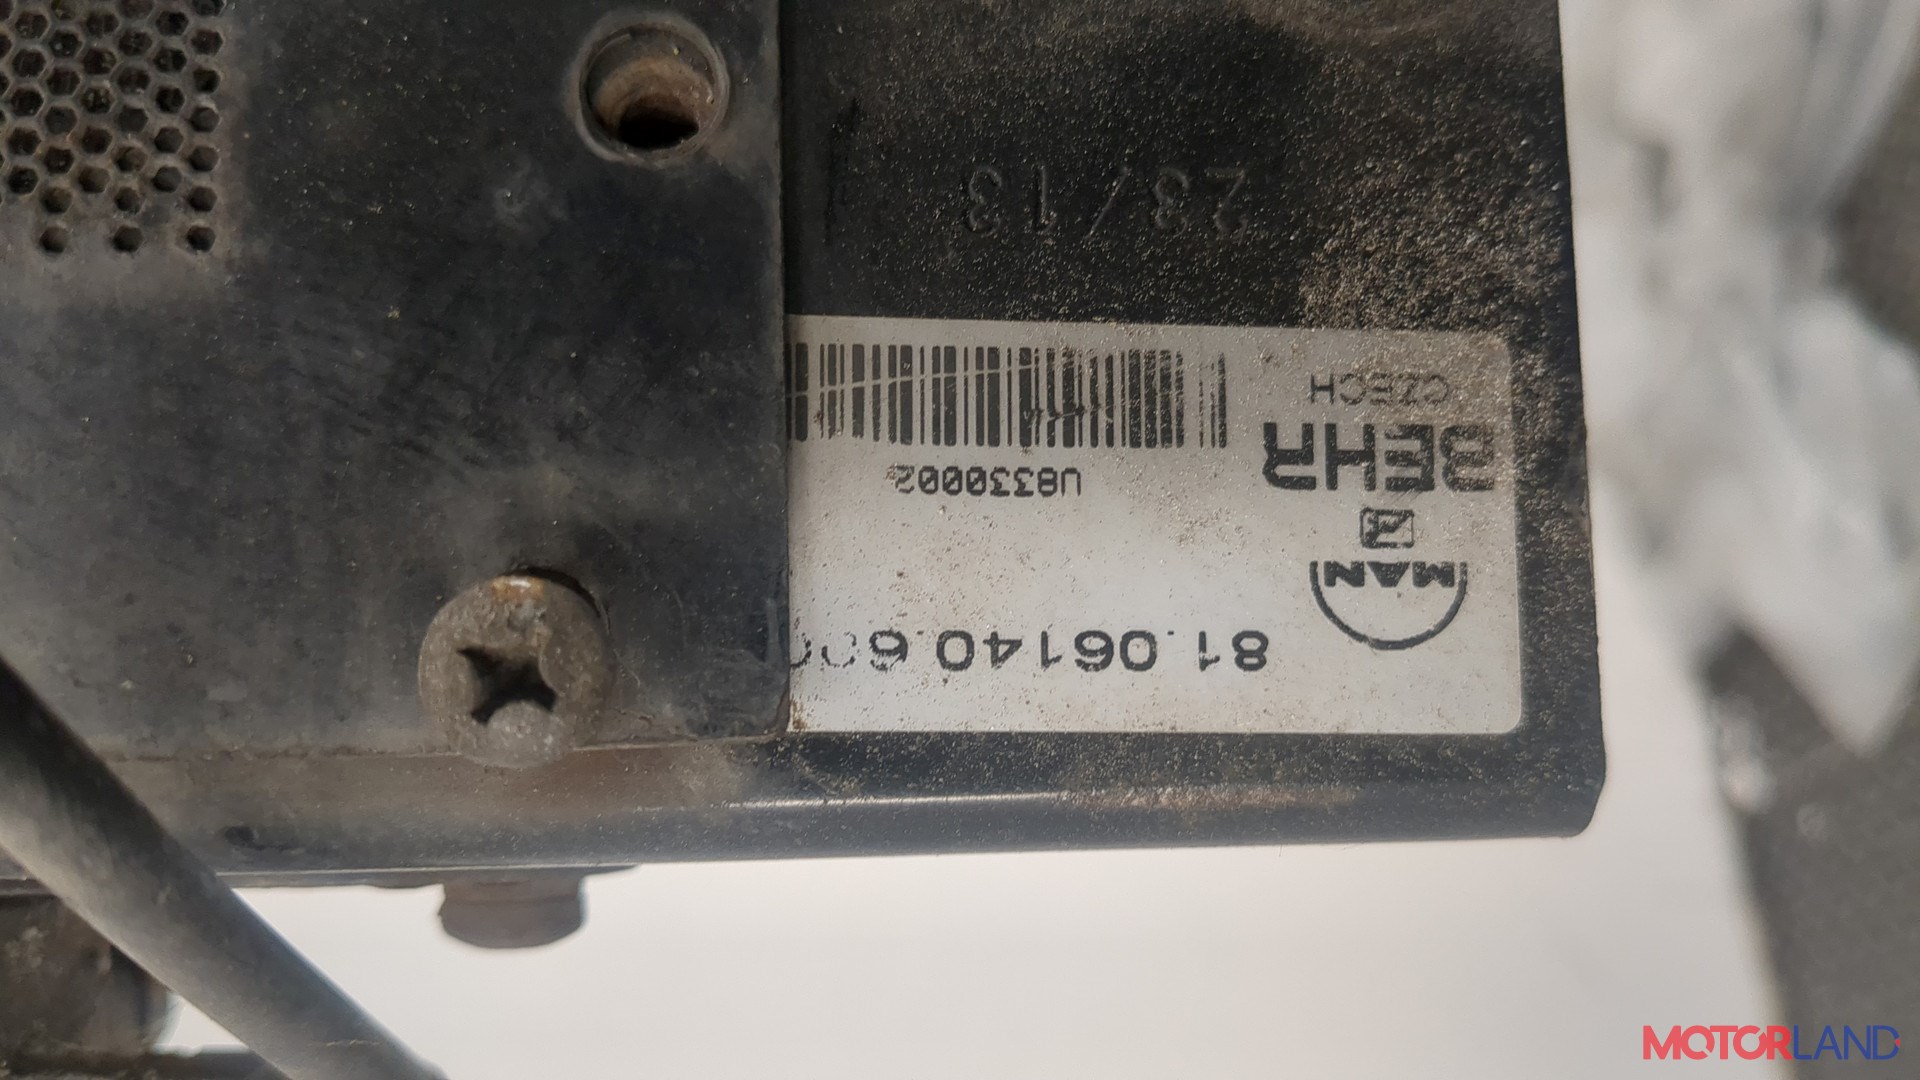 81.06140.6
MAN
BEHR
CZECH
U8330002
23/13
MOTORLAND